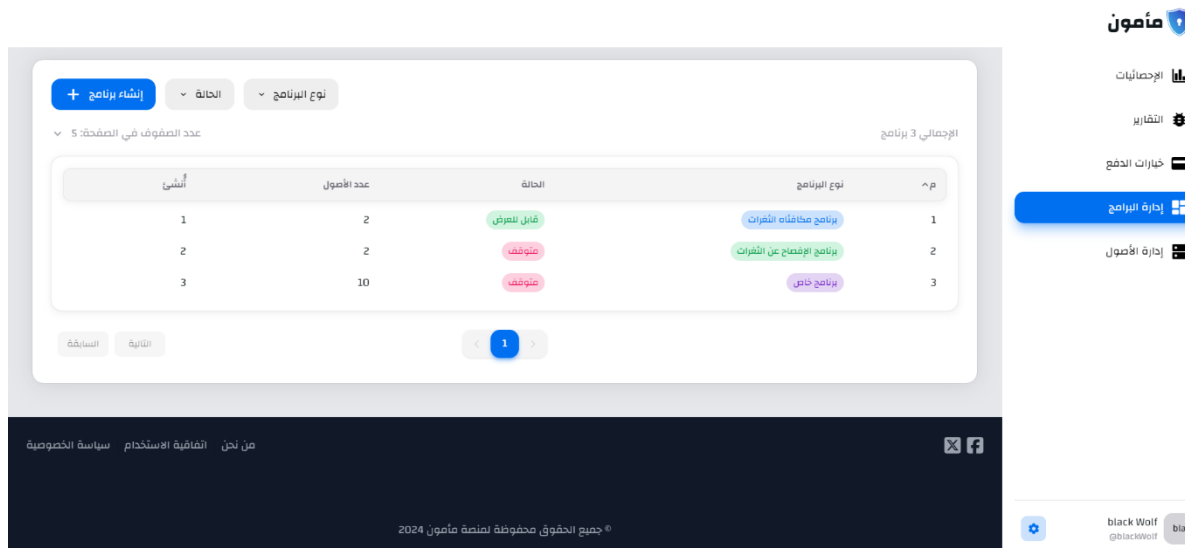 مأمون
الإحصائيات
التقارير
خيارات الدفع
إدارة البرامج
إدارة الأصول
نوع البرنامج
الحالة
إنشاء برنامج +
الإجمالي 3 برنامج
عدد الصفوف في الصفحة: 5
م نوع البرنامج الحالة عدد الأصول أُنشئ
1 برنامج مكافئاه الثغرات قابل للعرض 2 1
2 برنامج الإفصاح عن الثغرات متوقف 2 2
3 برنامج خاص متوقف 10 3
1
التالية السابقة
من نحن اتفاقية الاستخدام سياسة الخصوصية
© جميع الحقوق محفوظة لمنصة مأمون 2024
black Wolf
@blackWolf
bla